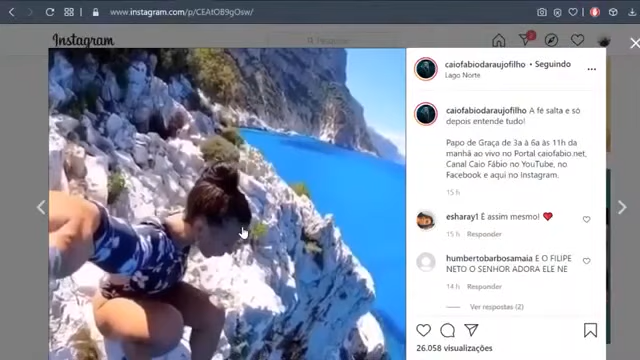 www.instagram.com/p/CEAtOB9gOsw/
Instagram
Pesquisar
caiofabiodaraujofilho • Seguindo
Lago Norte
caiofabiodaraujofilho A fé salta e só
depois entende tudo!
Papo de Graça de 3a à 6a às 11h da
manhã ao vivo no Portal caiofabio.net,
Canal Caio Fábio no YouTube, no
Facebook e aqui no Instagram.
15 h
esharay1 É assim mesmo! ❤️
15 h Responder
humbertobarbosamaia E O FILIPE
NETO O SENHOR ADORA ELE NE
14 h Responder
Ver respostas (2)
26.058 visualizações